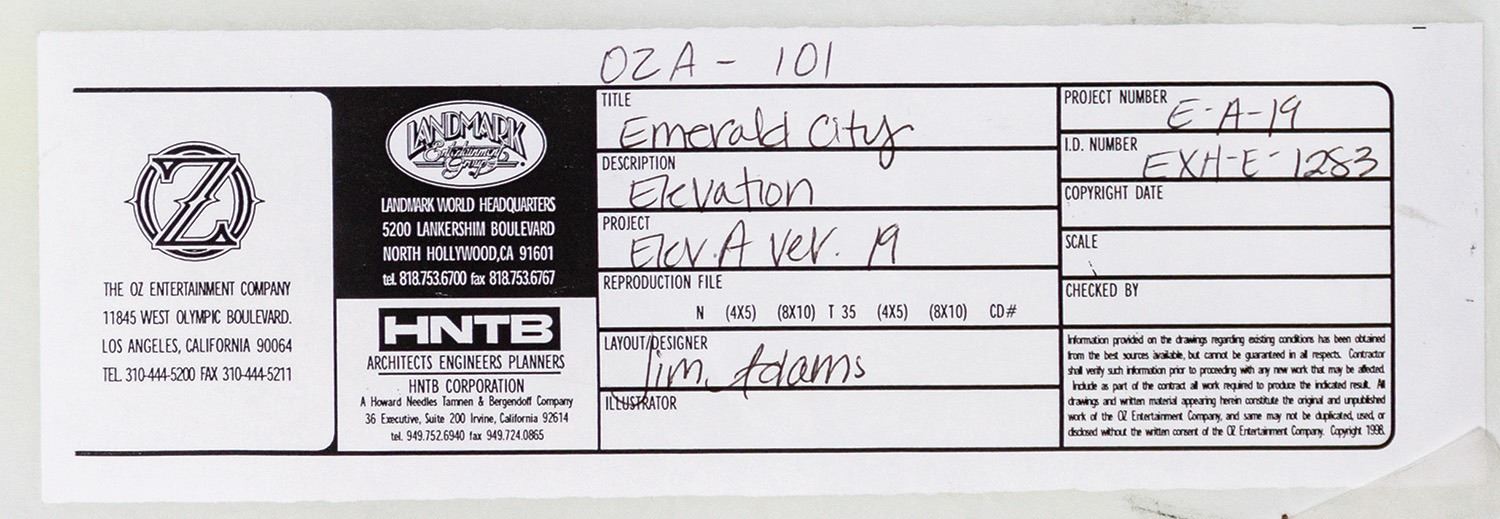 OZA - 101
OZ
THE OZ ENTERTAINMENT COMPANY
11845 WEST OLYMPIC BOULEVARD.
LOS ANGELES, CALIFORNIA 90064
TEL. 310-444-5200 FAX 310-444-5211
LANDMARK
Entertainment
Group
LANDMARK WORLD HEADQUARTERS
5200 LANKERSHIM BOULEVARD
NORTH HOLLYWOOD,CA 91601
tel. 818.753.6700 fax 818.753.6767
HNTB
ARCHITECTS ENGINEERS PLANNERS
HNTB CORPORATION
A Howard Needles Tamnen & Bergendoff Company
36 Executive, Suite 200 Irvine, California 92614
tel. 949.752.6940 fax 949.724.0865
TITLE
Emerald City
DESCRIPTION
Elevation
PROJECT
Elev. A ver. 19
REPRODUCTION FILE
N (4X5) (8X10) T 35 (4X5) (8X10) CD#
LAYOUT/DESIGNER
Jim Adams
ILLUSTRATOR
PROJECT NUMBER
E-A-19
I.D. NUMBER
EXH-E-1283
COPYRIGHT DATE
SCALE
CHECKED BY
Information provided on the drawings regarding existing conditions has been obtained
from the best sources available, but cannot be guaranteed in all respects. Contractor
shall verify such information prior to proceeding with any new work that may be affected.
Include as part of the contract all work required to produce the indicated result. All
drawings and written material appearing herein constitute the original and unpublished
work of the OZ Entertainment Company, and same may not be duplicated, used, or
disclosed without the written consent of the OZ Entertainment Company. Copyright 1998.